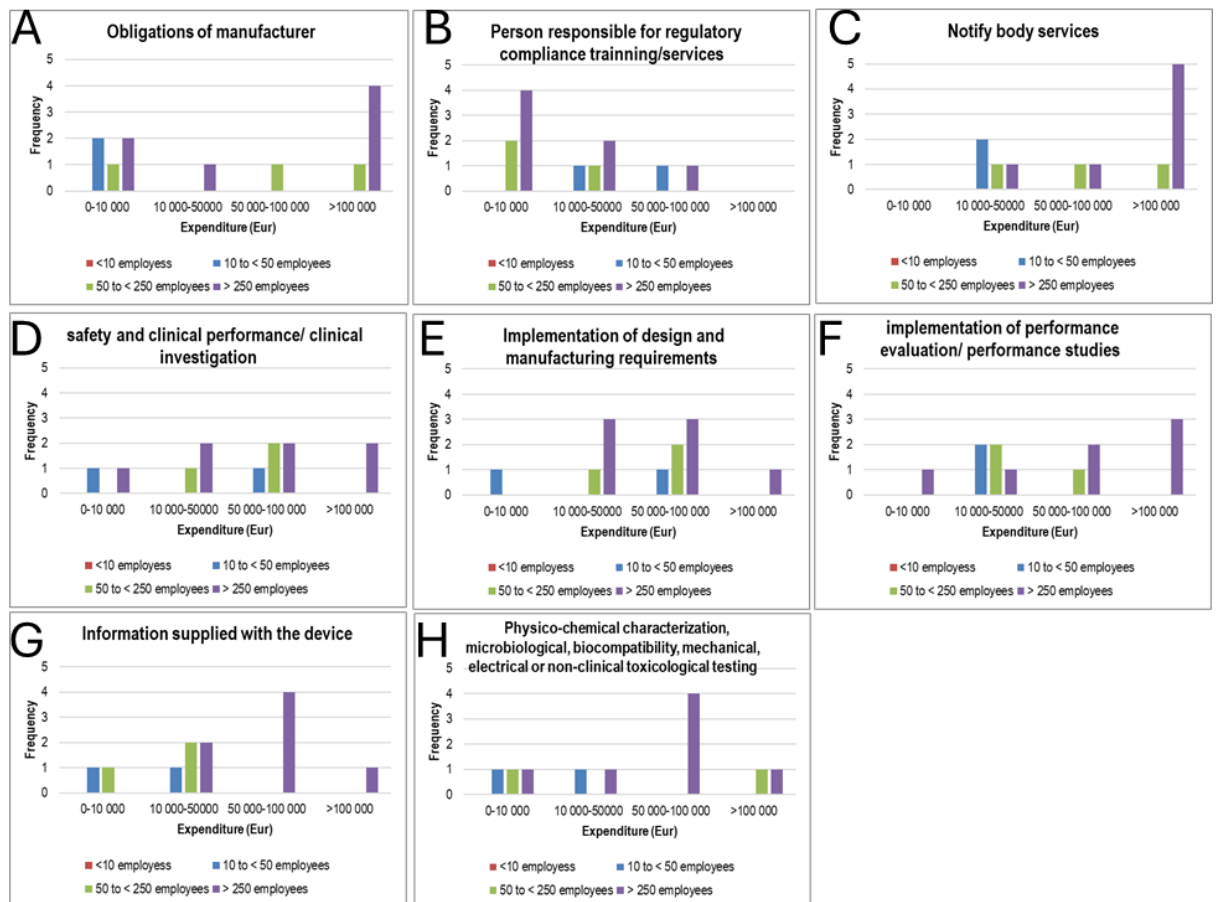 A
Obligations of manufacturer
5
4
3
2
1
0
Frequency
0-10 000 10 000-50000 50 000-100 000 >100 000
Expenditure (Eur)
<10 employess 10 to < 50 employees
50 to < 250 employees > 250 employees
B
Person responsible for regulatory
compliance trainning/services
5
4
3
2
1
0
Frequency
0-10 000 10 000-50000 50 000-100 000 >100 000
Expenditure (Eur)
<10 employess 10 to < 50 employees
50 to < 250 employees > 250 employees
C
Notify body services
5
4
3
2
1
0
Frequency
0-10 000 10 000-50000 50 000-100 000 >100 000
Expenditure (Eur)
<10 employess 10 to < 50 employees
50 to < 250 employees > 250 employees
D
safety and clinical performance/ clinical
investigation
5
4
3
2
1
0
Frequency
0-10 000 10 000-50000 50 000-100 000 >100 000
Expenditure (Eur)
<10 employess 10 to < 50 employees
50 to < 250 employees > 250 employees
E
Implementation of design and
manufacturing requirements
5
4
3
2
1
0
Frequency
0-10 000 10 000-50000 50 000-100 000 >100 000
Expenditure (Eur)
<10 employess 10 to < 50 employees
50 to < 250 employees > 250 employees
F
implementation of performance
evaluation/ performance studies
5
4
3
2
1
0
Frequency
0-10 000 10 000-50000 50 000-100 000 >100 000
Expenditure (Eur)
<10 employess 10 to < 50 employees
50 to < 250 employees > 250 employees
G
Information supplied with the device
5
4
3
2
1
0
Frequency
0-10 000 10 000-50000 50 000-100 000 >100 000
Expenditure (Eur)
<10 employess 10 to < 50 employees
50 to < 250 employees > 250 employees
H
Physico-chemical characterization,
microbiological, biocompatibility, mechanical,
electrical or non-clinical toxicological testing
5
4
3
2
1
0
Frequency
0-10 000 10 000-50000 50 000-100 000 >100 000
Expenditure (Eur)
<10 employess 10 to < 50 employees
50 to < 250 employees > 250 employees